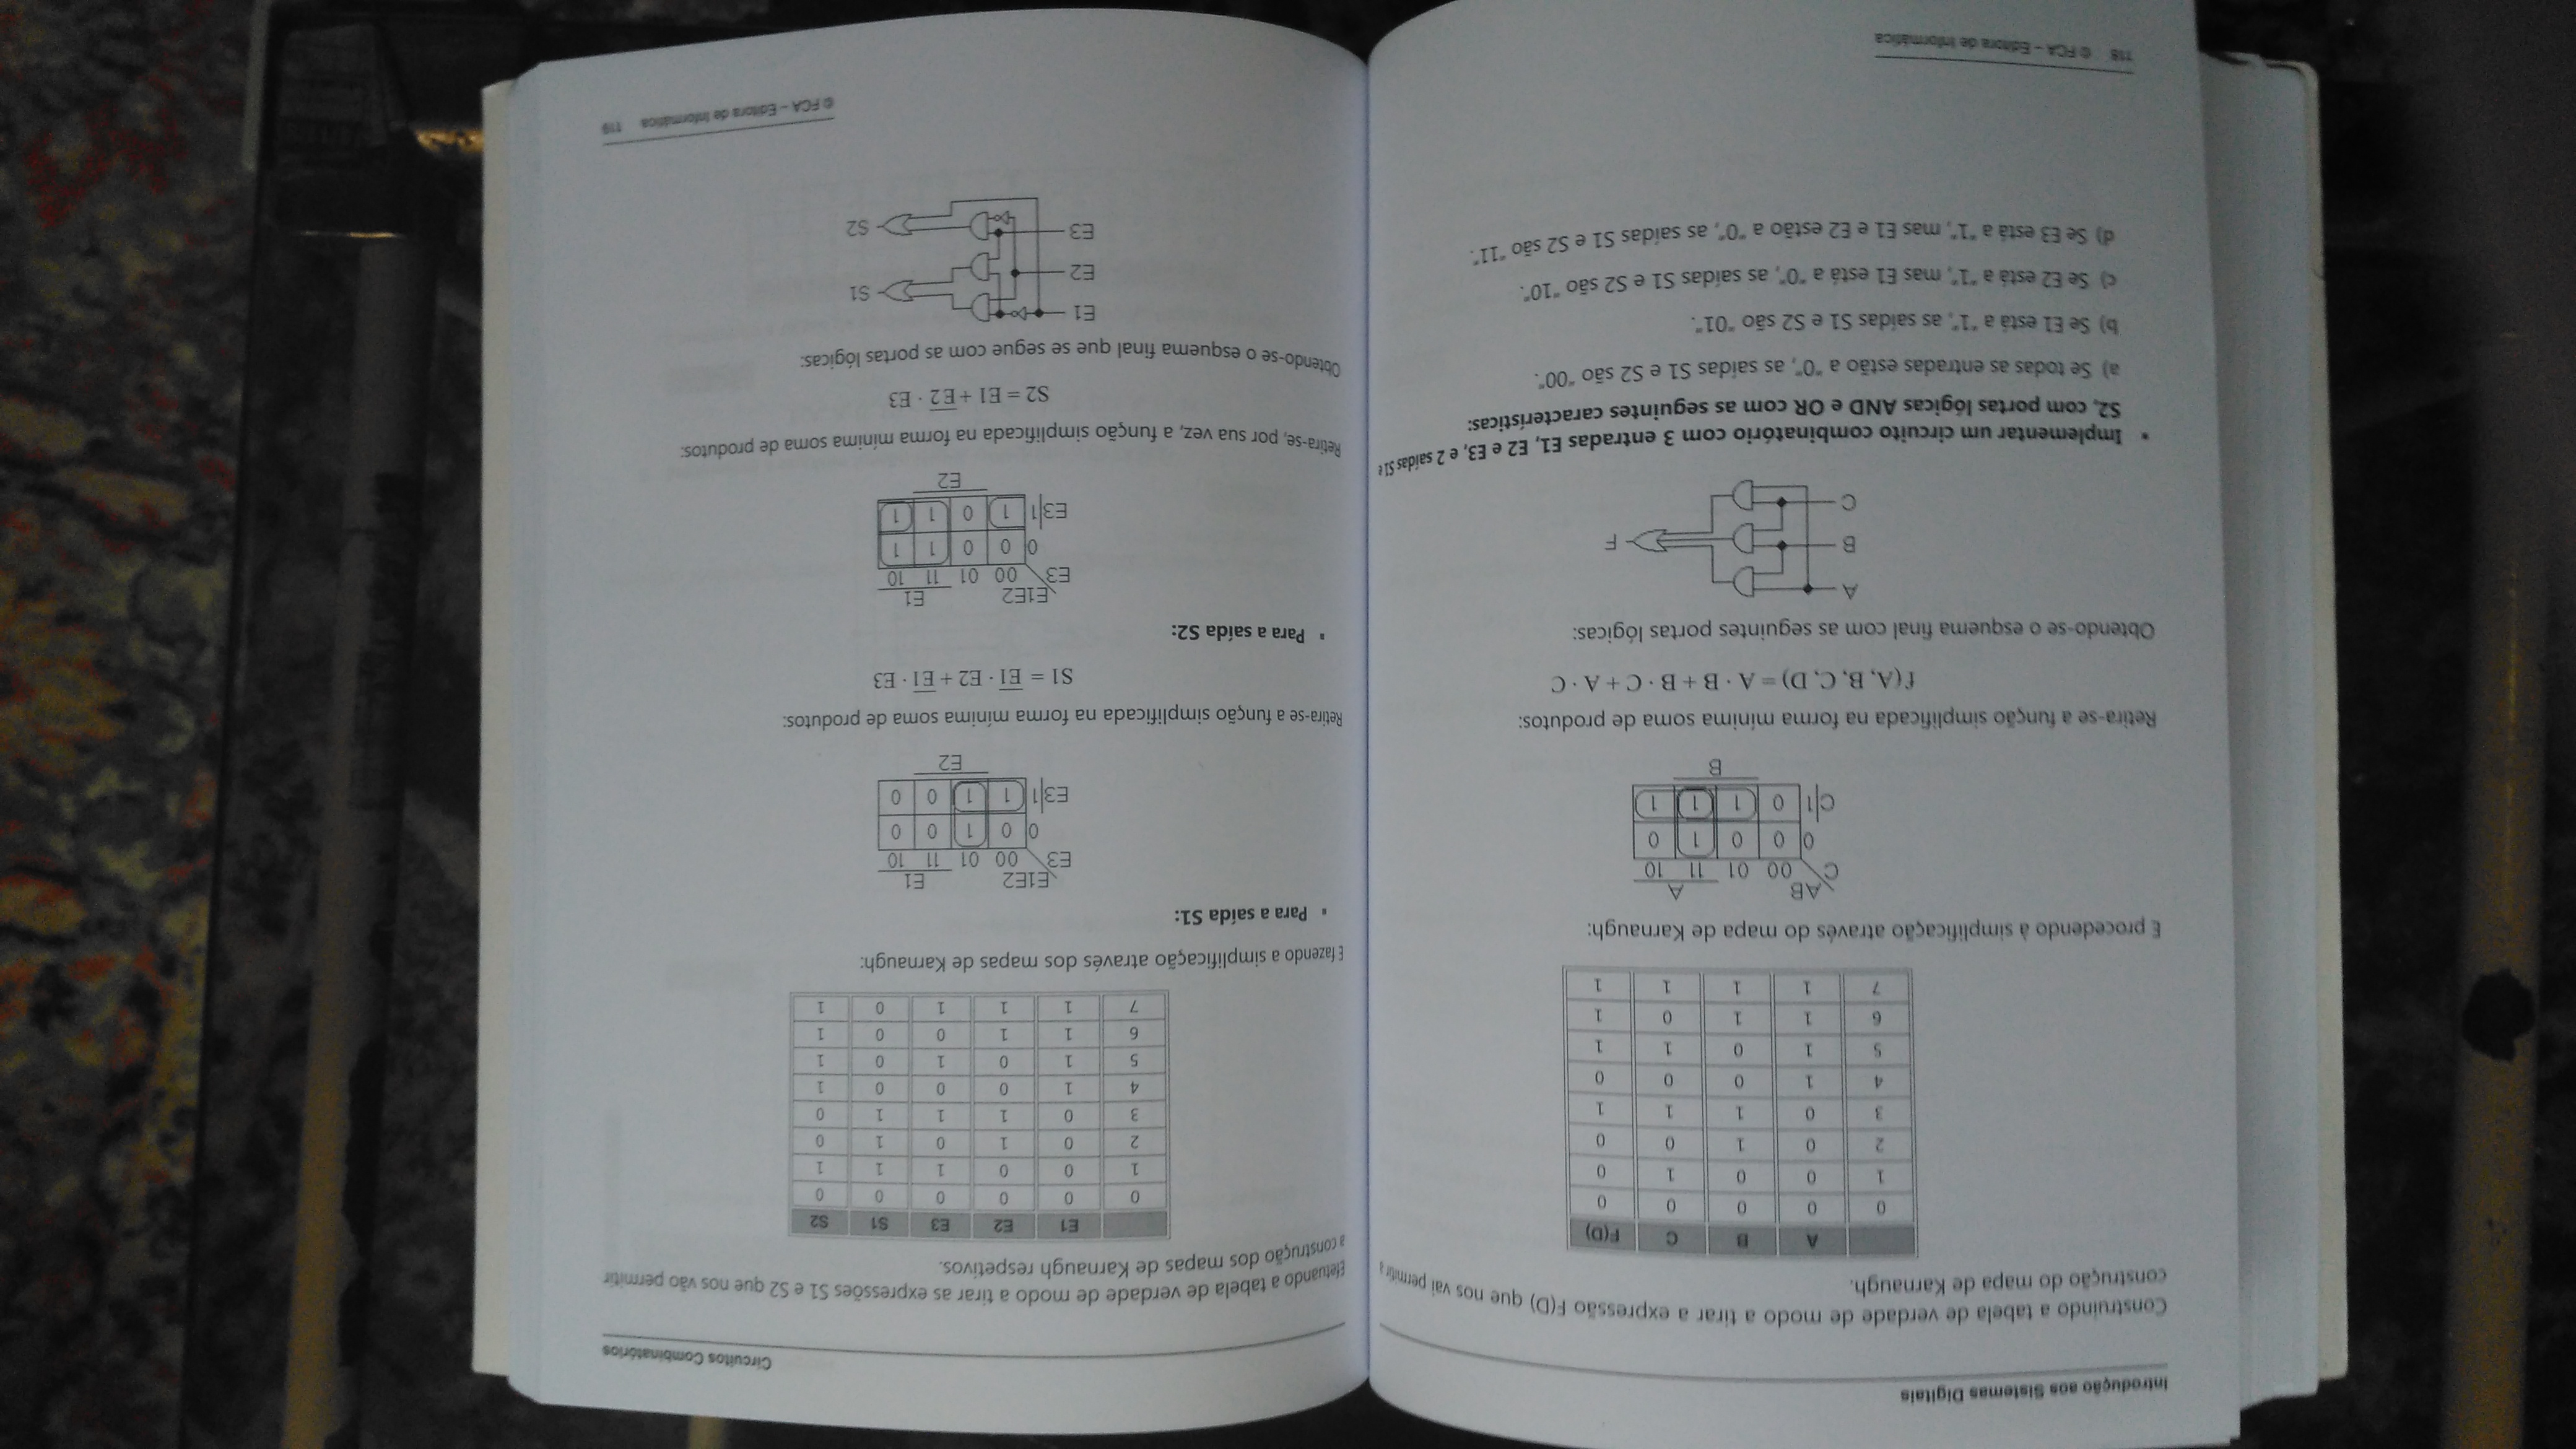 Introdução aos Sistemas Digitais
Construindo a tabela de verdade de modo a tirar a expressão F(D) que nos vai permitir a
construção do mapa de Karnaugh.
A B C F(D)
0 0 0 0 0
1 0 0 1 0
2 0 1 0 0
3 0 1 1 1
4 1 0 0 0
5 1 0 1 1
6 1 1 0 1
7 1 1 1 1
E procedendo à simplificação através do mapa de Karnaugh:
AB A
C 00 01 11 10
0 0 0 1 0
C 1 0 1 1 1
B
Retira-se a função simplificada na forma mínima soma de produtos:
f(A, B, C, D) = A · B + B · C + A · C
Obtendo-se o esquema final com as seguintes portas lógicas:
A
B F
C
▪ Implementar um circuito combinatório com 3 entradas E1, E2 e E3, e 2 saídas S1 e
S2, com portas lógicas AND e OR com as seguintes características:
a) Se todas as entradas estão a "0", as saídas S1 e S2 são "00".
b) Se E1 está a "1", as saídas S1 e S2 são "01".
c) Se E2 está a "1", mas E1 está a "0", as saídas S1 e S2 são "10".
d) Se E3 está a "1", mas E1 e E2 estão a "0", as saídas S1 e S2 são "11".
118 © FCA – Editora de Informática
Circuitos Combinatórios
Efetuando a tabela de verdade de modo a tirar as expressões S1 e S2 que nos vão permitir
a construção dos mapas de Karnaugh respetivos.
E1 E2 E3 S1 S2
0 0 0 0 0 0
1 0 0 1 1 1
2 0 1 0 1 0
3 0 1 1 1 0
4 1 0 0 0 1
5 1 0 1 0 1
6 1 1 0 0 1
7 1 1 1 0 1
E fazendo a simplificação através dos mapas de Karnaugh:
▪ Para a saída S1:
E1E2 E1
E3 00 01 11 10
0 0 1 0 0
E3 1 1 1 0 0
E2
Retira-se a função simplificada na forma mínima soma de produtos:
S1 = E̅1̅ · E2 + E̅1̅ · E3
▪ Para a saída S2:
E1E2 E1
E3 00 01 11 10
0 0 0 1 1
E3 1 1 0 1 1
E2
Retira-se, por sua vez, a função simplificada na forma mínima soma de produtos:
S2 = E1 + E̅2̅ · E3
Obtendo-se o esquema final que se segue com as portas lógicas:
E1
S1
E2
E3 S2
© FCA – Editora de Informática 119